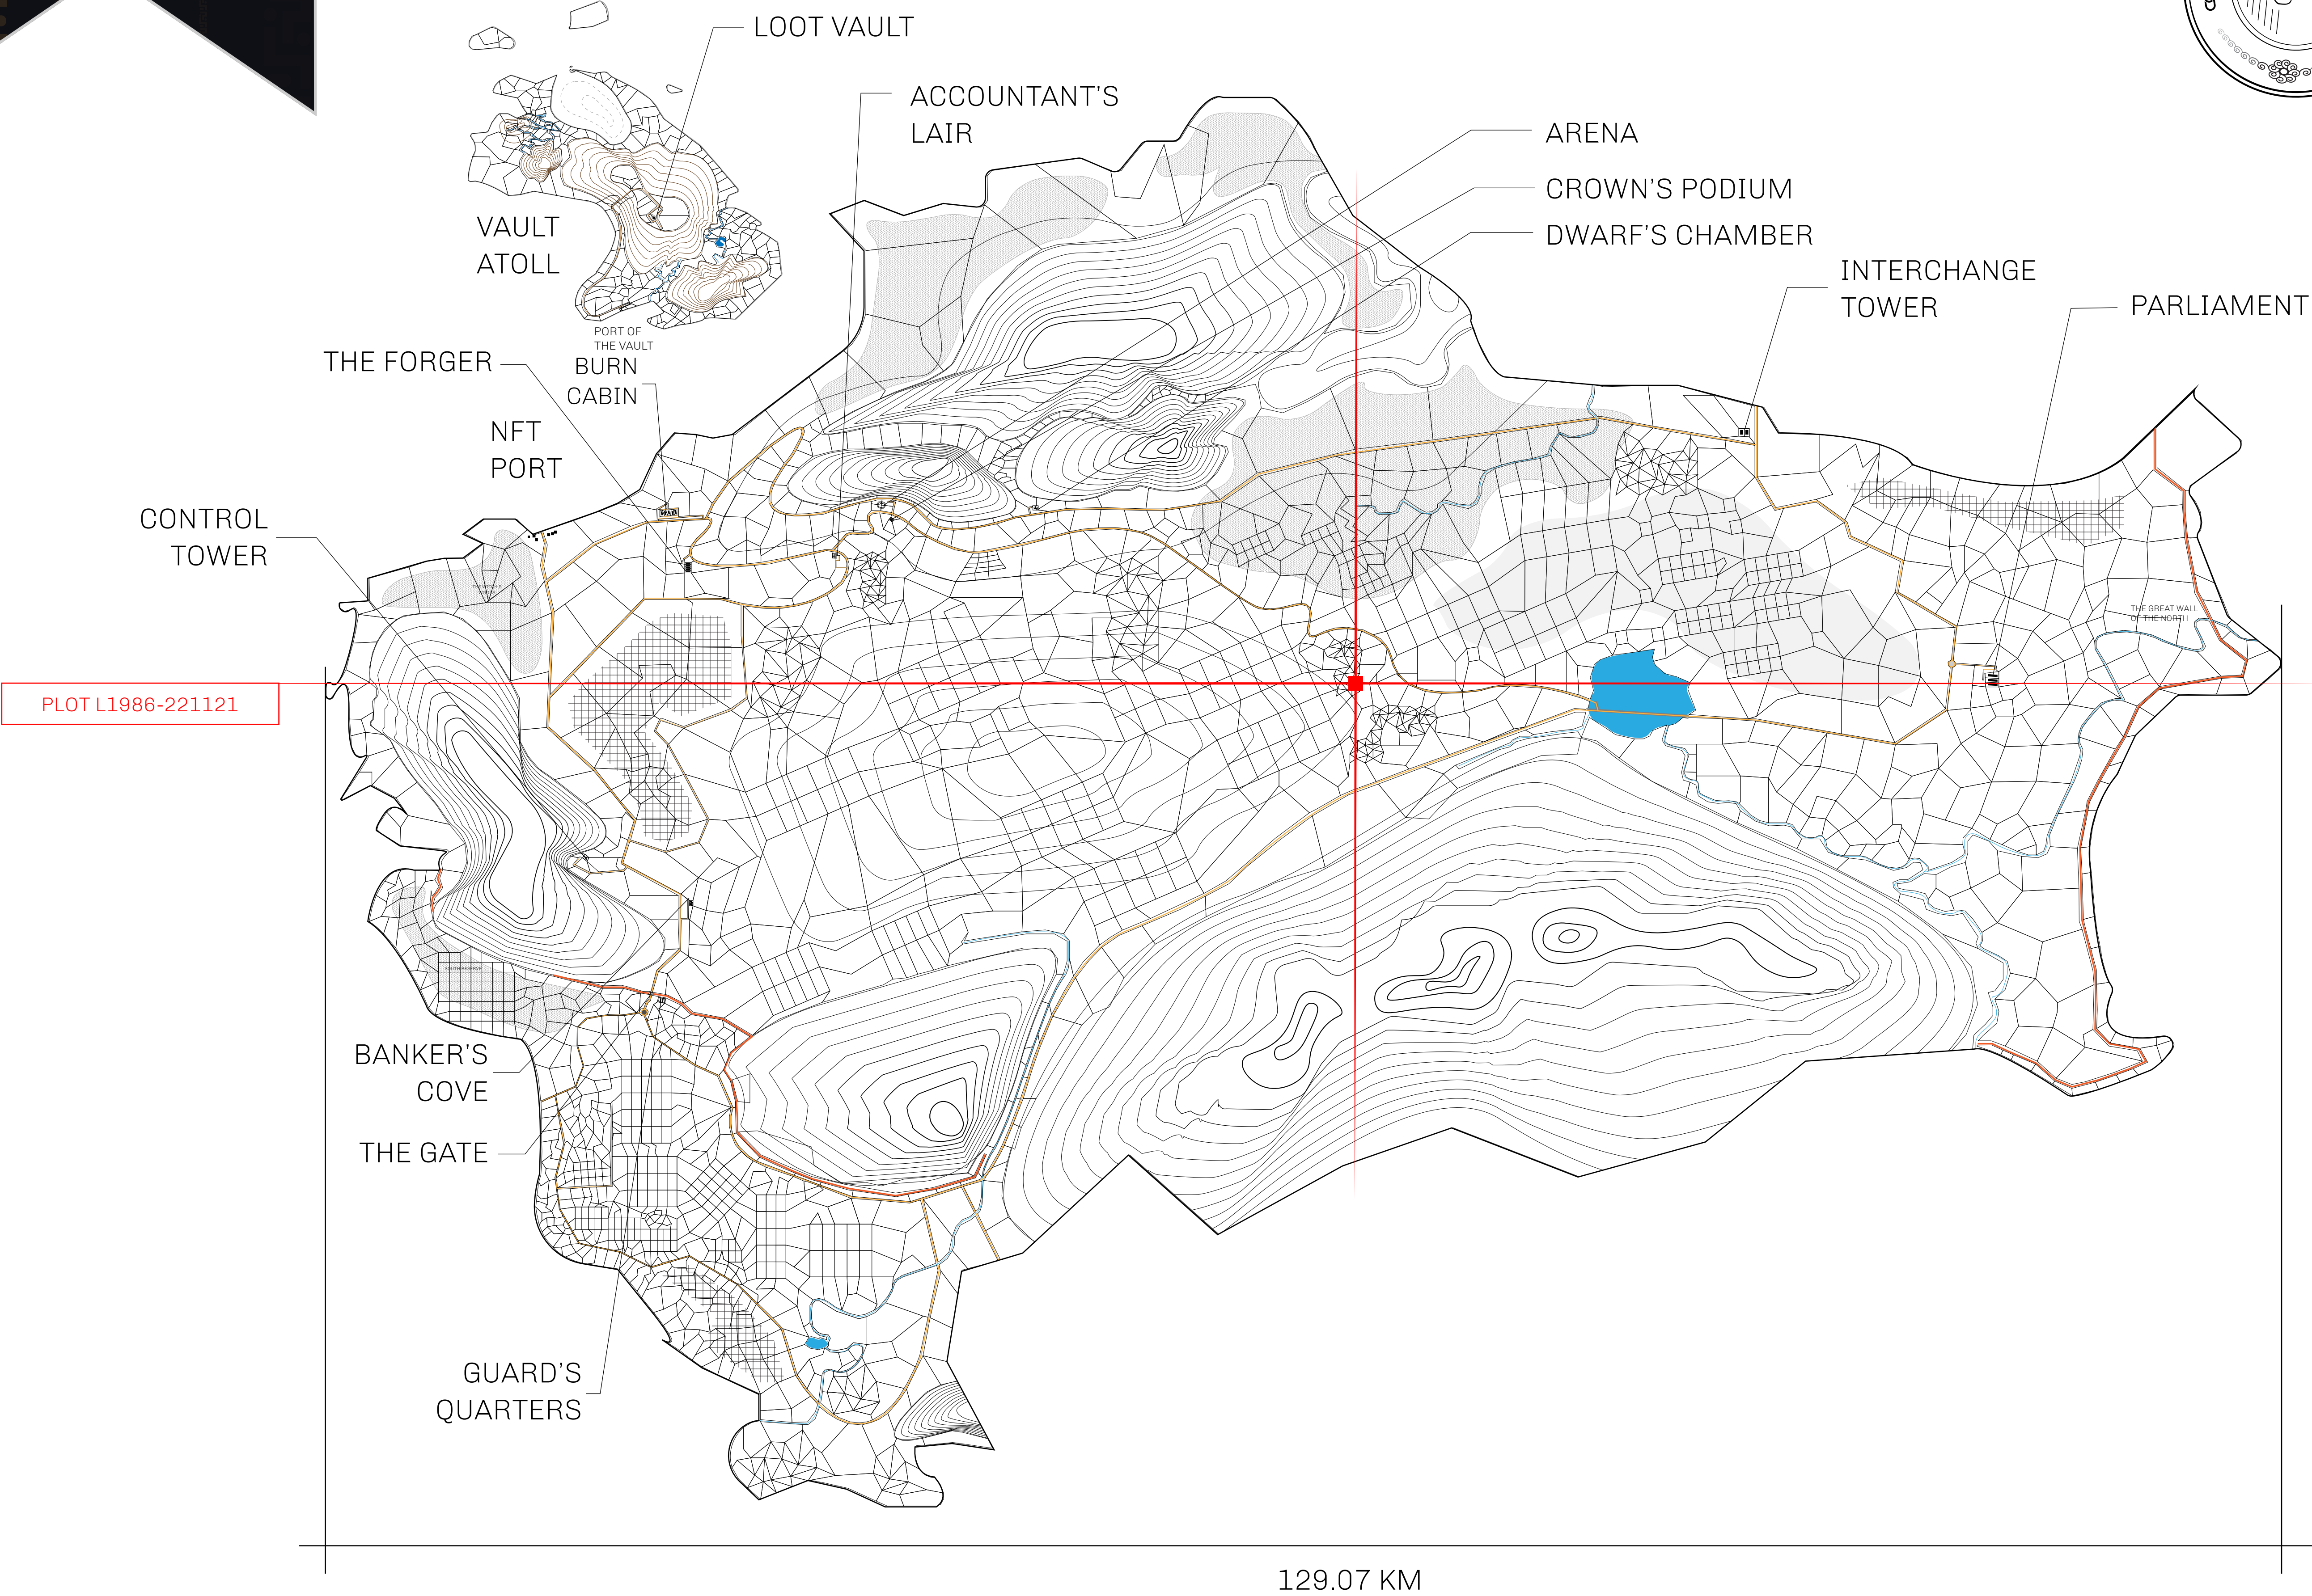 LOOT VAULT
ACCOUNTANT'S
LAIR
ARENA
CROWN'S PODIUM
DWARF'S CHAMBER
INTERCHANGE
TOWER
PARLIAMENT
VAULT
ATOLL
PORT OF
THE VAULT
THE FORGER
BURN
CABIN
NFT
PORT
CONTROL
TOWER
THE GREAT WALL
OF THE NORTH
PLOT L1986-221121
SOUTH RESERVE
BANKER'S
COVE
THE GATE
GUARD'S
QUARTERS
129.07 KM